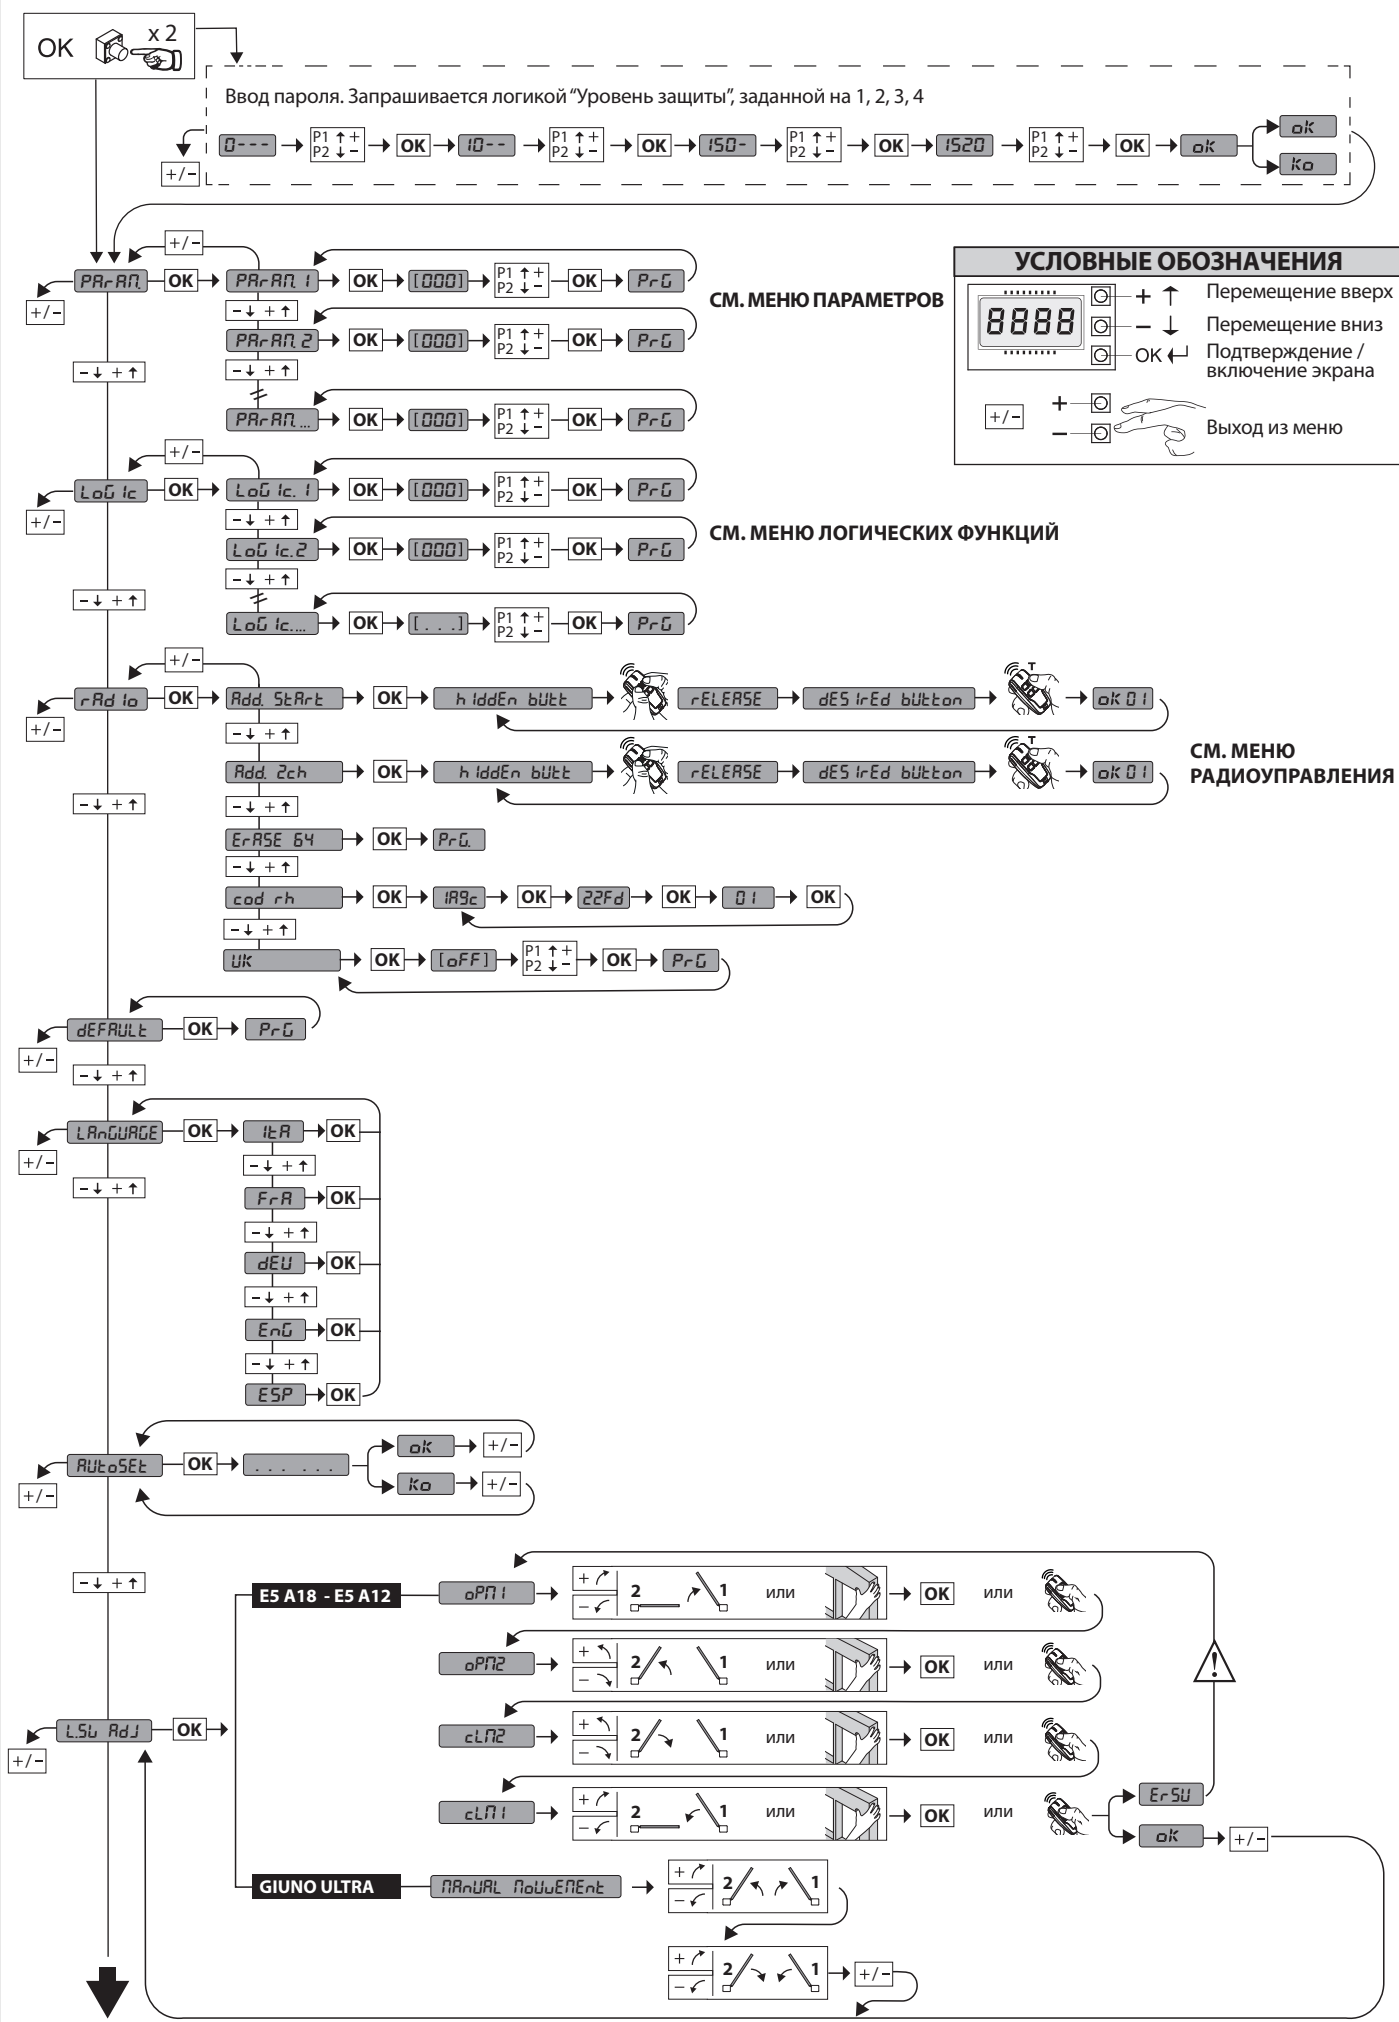 OK x 2
Ввод пароля. Запрашивается логикой "Уровень защиты", заданной на 1, 2, 3, 4
0--- P1 ↑ + P2 ↓ − OK 10-- P1 ↑ + P2 ↓ − OK 150- P1 ↑ + P2 ↓ − OK 1520 P1 ↑ + P2 ↓ − OK oK oK
+/- Ko
+/-
PArAM. OK PArAM. 1 OK [000] P1 ↑ + P2 ↓ − OK PrG
+/-
− ↓ + ↑
PArAM. 2 OK [000] P1 ↑ + P2 ↓ − OK PrG
− ↓ + ↑
− ↓ + ↑
PArAM. ... OK [000] P1 ↑ + P2 ↓ − OK PrG
СМ. МЕНЮ ПАРАМЕТРОВ
УСЛОВНЫЕ ОБОЗНАЧЕНИЯ
8888
+ ↑ Перемещение вверх
− ↓ Перемещение вниз
OK Подтверждение /
включение экрана
+/- + − Выход из меню
+/-
LoGIc OK LoGIc. 1 OK [000] P1 ↑ + P2 ↓ − OK PrG
+/-
− ↓ + ↑
LoGIc.2 OK [000] P1 ↑ + P2 ↓ − OK PrG
− ↓ + ↑
− ↓ + ↑
LoGIc.... OK [. . .] P1 ↑ + P2 ↓ − OK PrG
СМ. МЕНЮ ЛОГИЧЕСКИХ ФУНКЦИЙ
+/-
rAdIo OK Add. StArt OK hIddEn bUtt rELEASE dESIrEd bUtton T oK 01
+/-
− ↓ + ↑
Add. 2ch OK hIddEn bUtt rELEASE dESIrEd bUtton T oK 01
СМ. МЕНЮ
РАДИОУПРАВЛЕНИЯ
− ↓ + ↑
− ↓ + ↑
ErASE 64 OK PrG.
− ↓ + ↑
cod rh OK 1A9c OK 22Fd OK 01 OK
− ↓ + ↑
UK OK [oFF] P1 ↑ + P2 ↓ − OK PrG
dEFAULt OK PrG
+/-
− ↓ + ↑
LAnGUAGE OK ItA OK
+/-
− ↓ + ↑
− ↓ + ↑
FrA OK
− ↓ + ↑
dEU OK
− ↓ + ↑
EnG OK
− ↓ + ↑
ESP OK
AUtoSEt OK . . . . . . oK +/-
+/- Ko +/-
− ↓ + ↑
E5 A18 - E5 A12 oPM1 + − 2 1 или OK или
oPM2 + − 2 1 или OK или
L.SW AdJ OK cLM2 + − 2 1 или OK или
+/-
cLM1 + − 2 1 или OK или ErSW
oK +/-
GIUNO ULTRA MAnUAL MoUvEMEnt + − 2 1
+ − 2 1 +/-